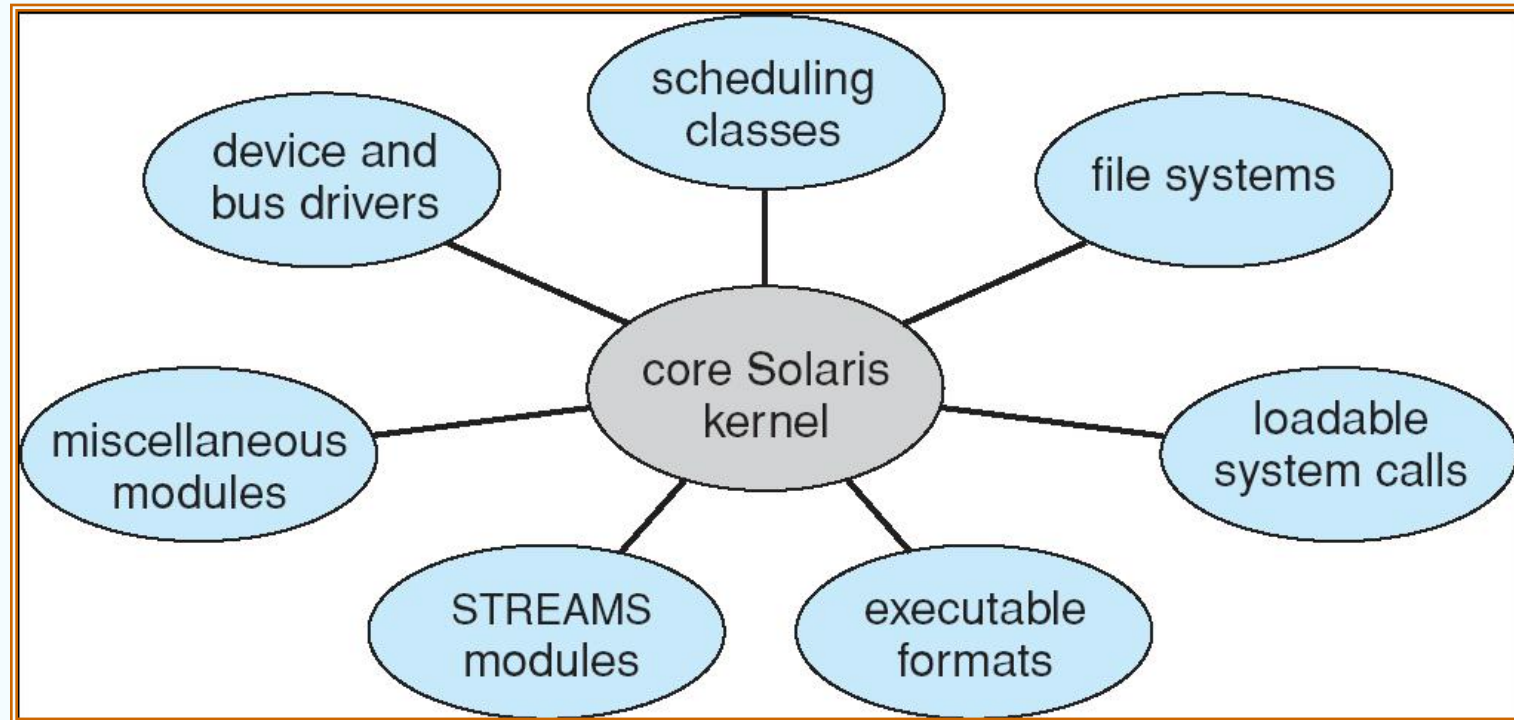 scheduling
classes
device and
bus drivers
file systems
core Solaris
kernel
miscellaneous
modules
loadable
system calls
STREAMS
modules
executable
formats